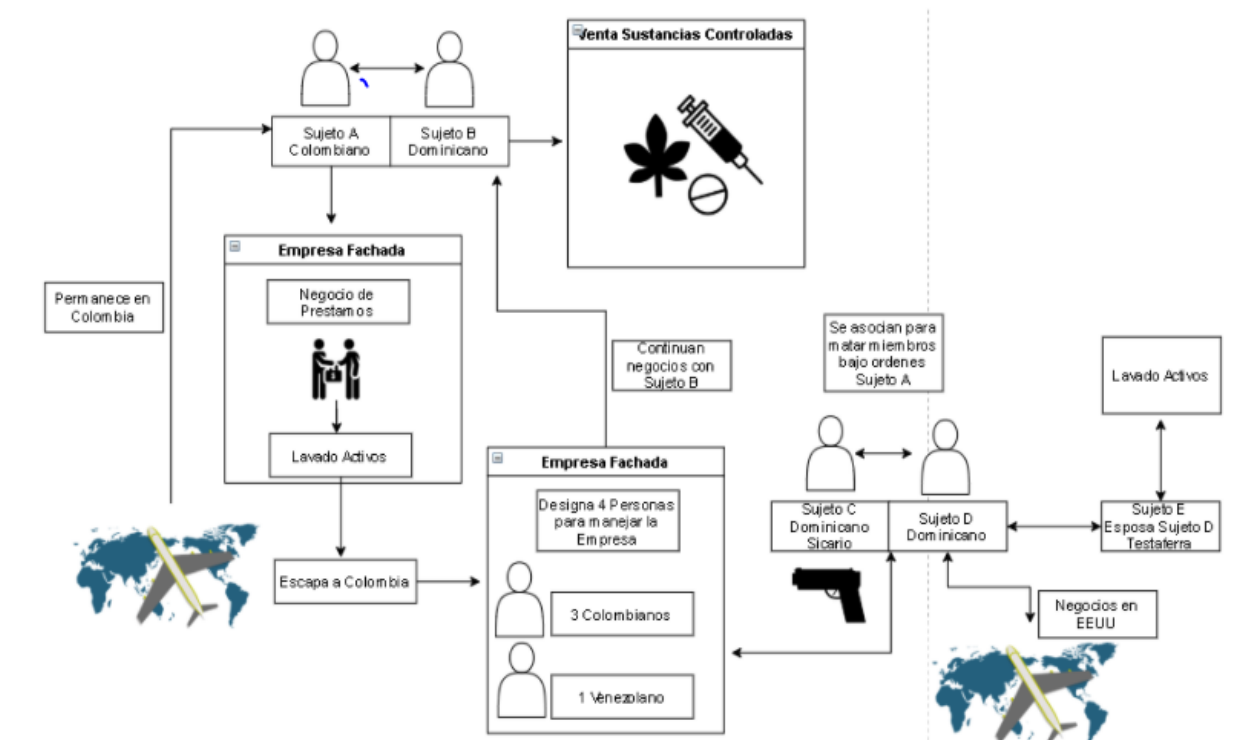 Venta Sustancias Controladas
Sujeto A
Colombiano
Sujeto B
Dominicano
Empresa Fachada
Negocio de
Prestamos
Lavado Activos
Permanece en
Colombia
Escapa a Colombia
Continuan
negocios con
Sujeto B
Empresa Fachada
Designa 4 Personas
para manejar la
Empresa
3 Colombianos
1 Venezolano
Se asocian para
matar miembros
bajo ordenes
Sujeto A
Sujeto C
Dominicano
Sicario
Sujeto D
Dominicano
Lavado Activos
Sujeto E
Esposa Sujeto D
Testaferra
Negocios en
EEUU